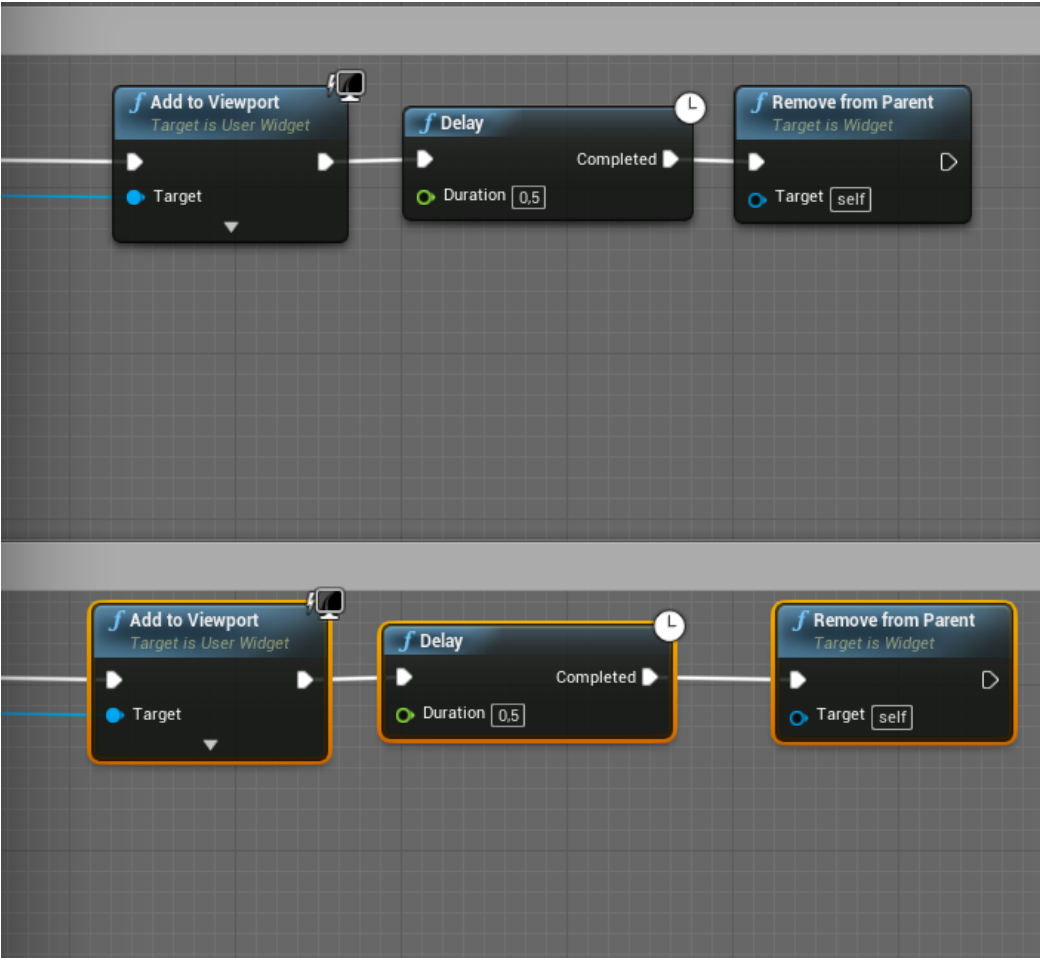 Add to Viewport
Target is User Widget
Target
Delay
Completed
Duration 0,5
Remove from Parent
Target is Widget
Target self
Add to Viewport
Target is User Widget
Target
Delay
Completed
Duration 0,5
Remove from Parent
Target is Widget
Target self